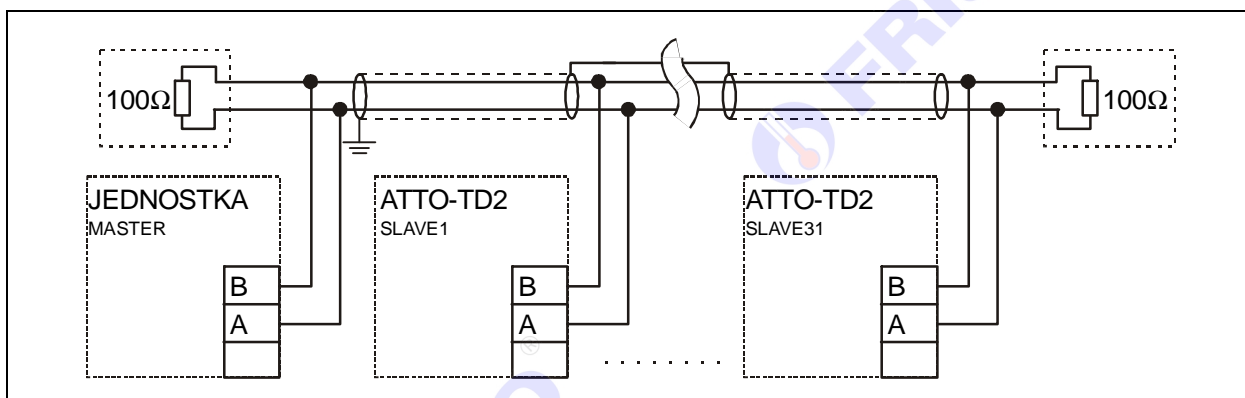 100Ω
100Ω
JEDNOSTKA
MASTER
B
A
ATTO-TD2
SLAVE1
B
A
. . . . . . . .
ATTO-TD2
SLAVE31
B
A